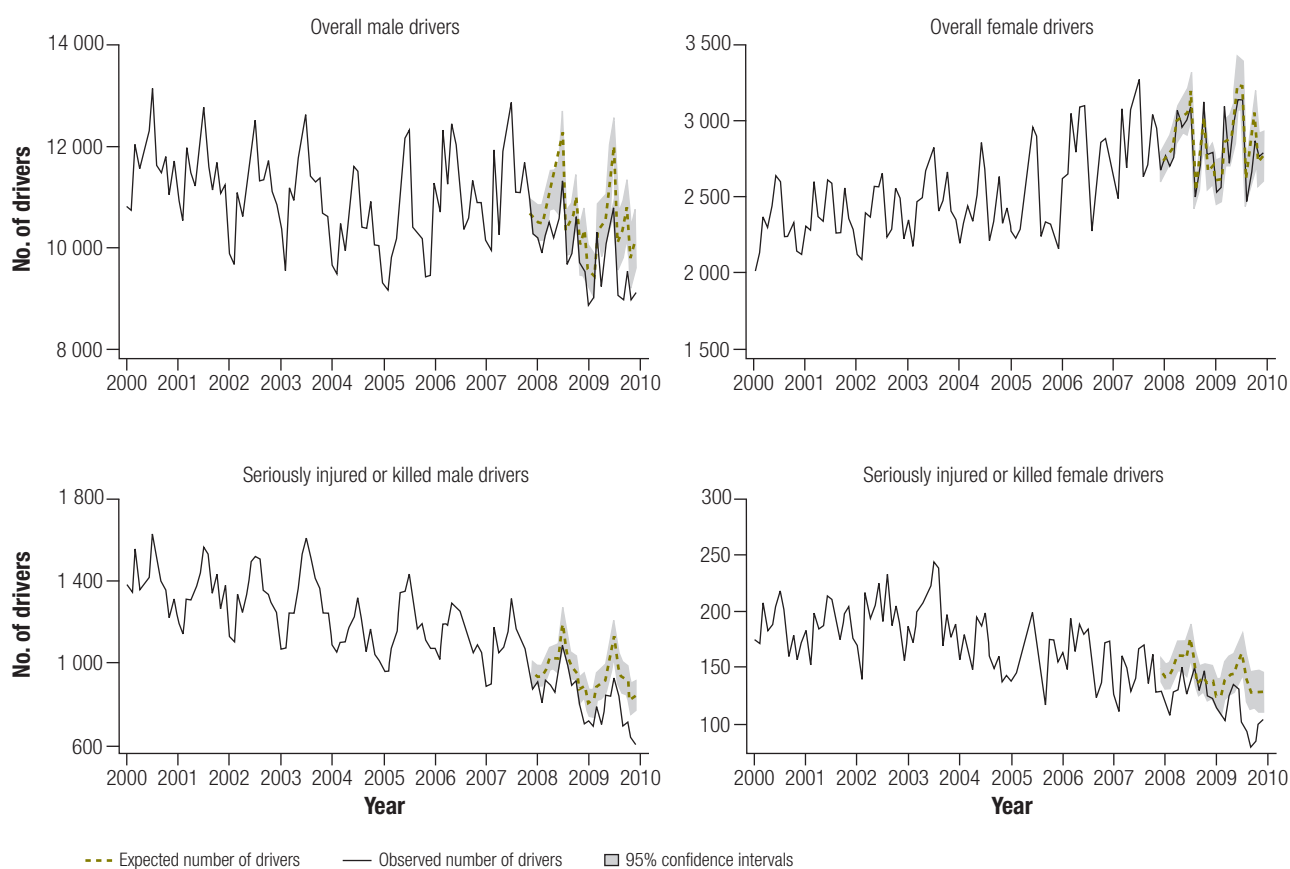 Overall male drivers
No. of drivers
14 000
12 000
10 000
8 000
2000 2001 2002 2003 2004 2005 2006 2007 2008 2009 2010
Overall female drivers
3 500
3 000
2 500
2 000
1 500
2000 2001 2002 2003 2004 2005 2006 2007 2008 2009 2010
Seriously injured or killed male drivers
No. of drivers
1 800
1 400
1 000
600
2000 2001 2002 2003 2004 2005 2006 2007 2008 2009 2010
Year
Seriously injured or killed female drivers
300
250
200
150
100
2000 2001 2002 2003 2004 2005 2006 2007 2008 2009 2010
Year
Expected number of drivers Observed number of drivers 95% confidence intervals